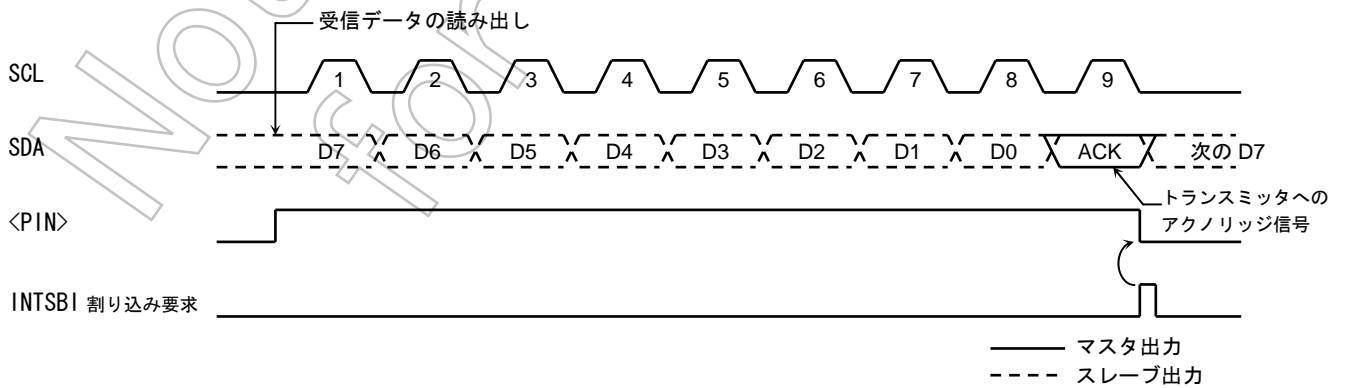 受信データの読み出し
SCL
1 2 3 4 5 6 7 8 9
SDA
D7 D6 D5 D4 D3 D2 D1 D0 ACK 次の D7
トランスミッタへの
アクノリッジ信号
<PIN>
INTSBI 割り込み要求
マスタ出力
スレーブ出力